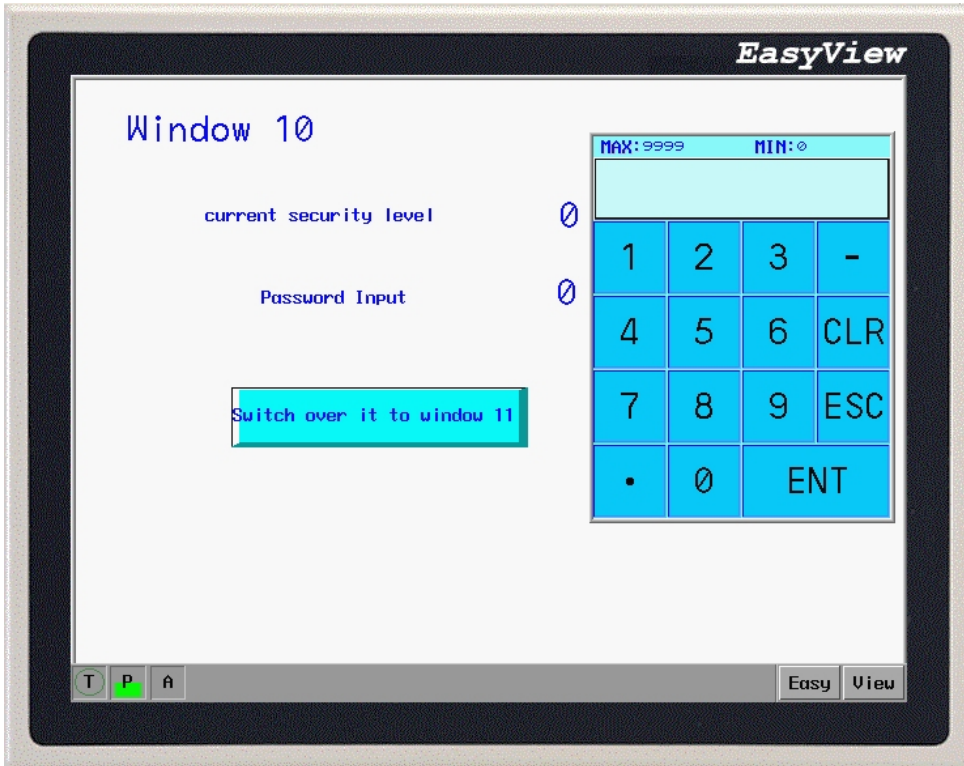 EasyView
Window 10
MAX:9999 MIN:0
current security level 0
1 2 3 -
Password Input 0
4 5 6 CLR
7 8 9 ESC
Switch over it to window 11
. 0 ENT
T P A Easy View